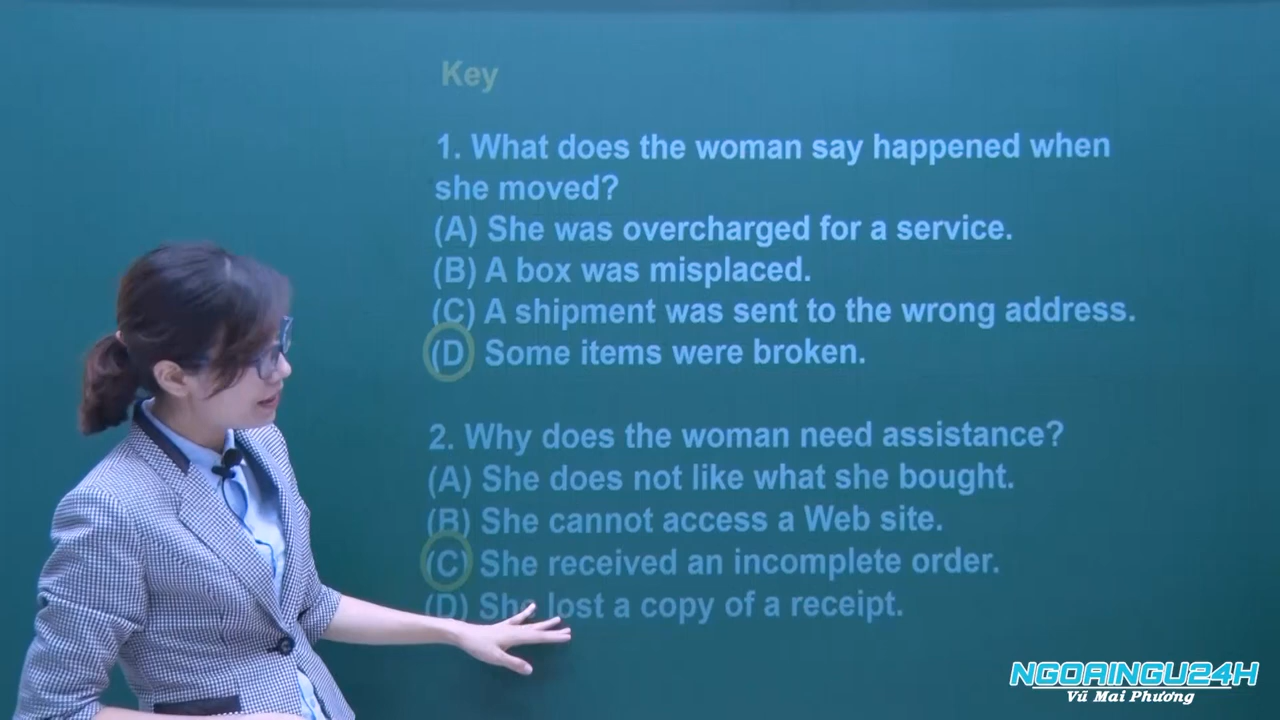 Key
1. What does the woman say happened when
she moved?
(A) She was overcharged for a service.
(B) A box was misplaced.
(C) A shipment was sent to the wrong address.
(D) Some items were broken.
2. Why does the woman need assistance?
(A) She does not like what she bought.
(B) She cannot access a Web site.
(C) She received an incomplete order.
(D) She lost a copy of a receipt.
NGOAINGU24H
Vũ Mai Phương